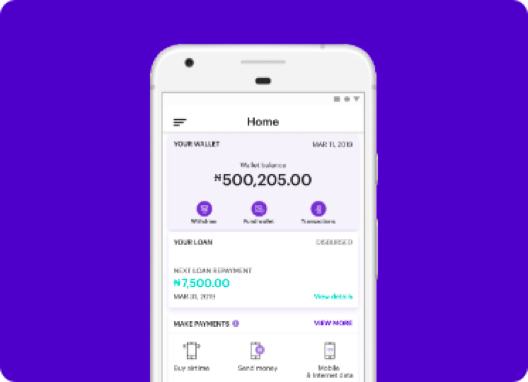 Home
YOUR WALLET MAR 11, 2019
Wallet balance
₦500,205.00
Withdraw Fund wallet Transactions
YOUR LOAN DISBURSED
NEXT LOAN REPAYMENT
₦7,500.00
MAR 31, 2019 View details
MAKE PAYMENTS VIEW MORE
Buy airtime Send money Mobile
& Internet data